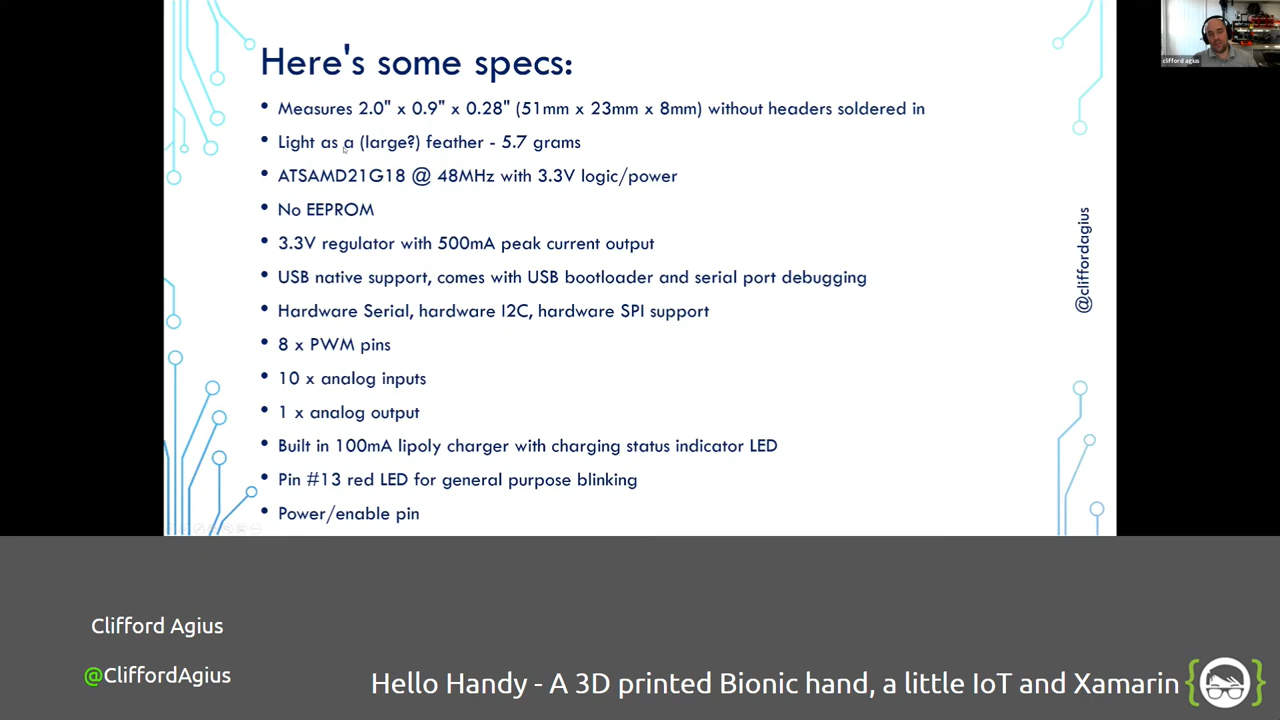 Here's some specs:
• Measures 2.0" x 0.9" x 0.28" (51mm x 23mm x 8mm) without headers soldered in
• Light as a (large?) feather - 5.7 grams
• ATSAMD21G18 @ 48MHz with 3.3V logic/power
• No EEPROM
• 3.3V regulator with 500mA peak current output
• USB native support, comes with USB bootloader and serial port debugging
• Hardware Serial, hardware I2C, hardware SPI support
• 8 x PWM pins
• 10 x analog inputs
• 1 x analog output
• Built in 100mA lipoly charger with charging status indicator LED
• Pin #13 red LED for general purpose blinking
• Power/enable pin
@cliffordagius
clifford agius
Clifford Agius
@CliffordAgius
Hello Handy - A 3D printed Bionic hand, a little IoT and Xamarin